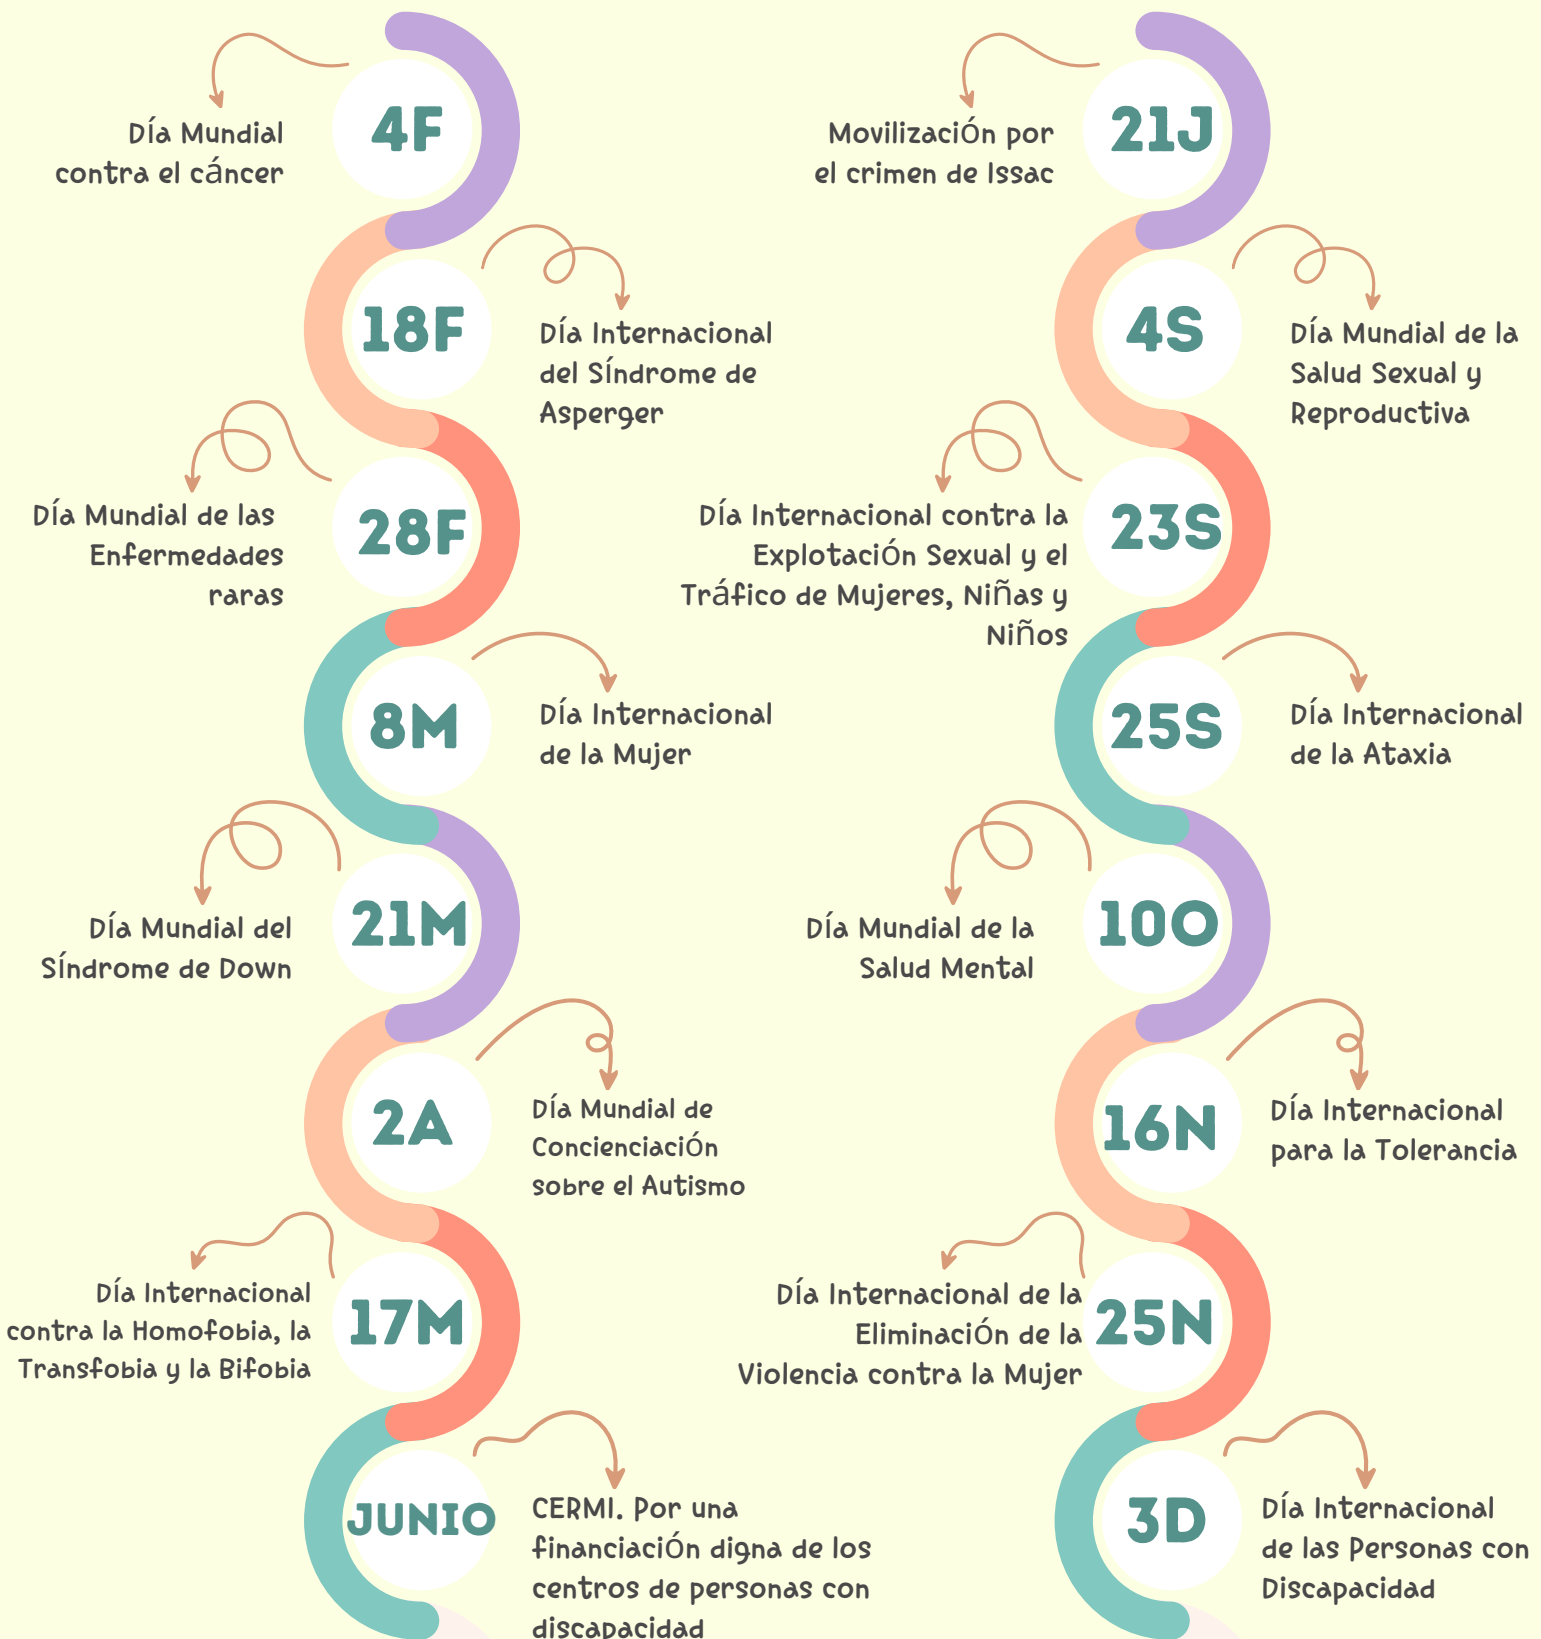 4F
Día Mundial
contra el cáncer
18F
Día Internacional
del Síndrome de
Asperger
28F
Día Mundial de las
Enfermedades
raras
8M
Día Internacional
de la Mujer
21M
Día Mundial del
Síndrome de Down
2A
Día Mundial de
Concienciación
sobre el Autismo
17M
Día Internacional
contra la Homofobia, la
Transfobia y la Bifobia
JUNIO
CERMI. Por una
financiación digna de los
centros de personas con
discapacidad
21J
Movilización por
el crimen de Issac
4S
Día Mundial de la
Salud Sexual y
Reproductiva
23S
Día Internacional contra la
Explotación Sexual y el
Tráfico de Mujeres, Niñas y
Niños
25S
Día Internacional
de la Ataxia
10O
Día Mundial de la
Salud Mental
16N
Día Internacional
para la Tolerancia
25N
Día Internacional de la
Eliminación de la
Violencia contra la Mujer
3D
Día Internacional
de las Personas con
Discapacidad